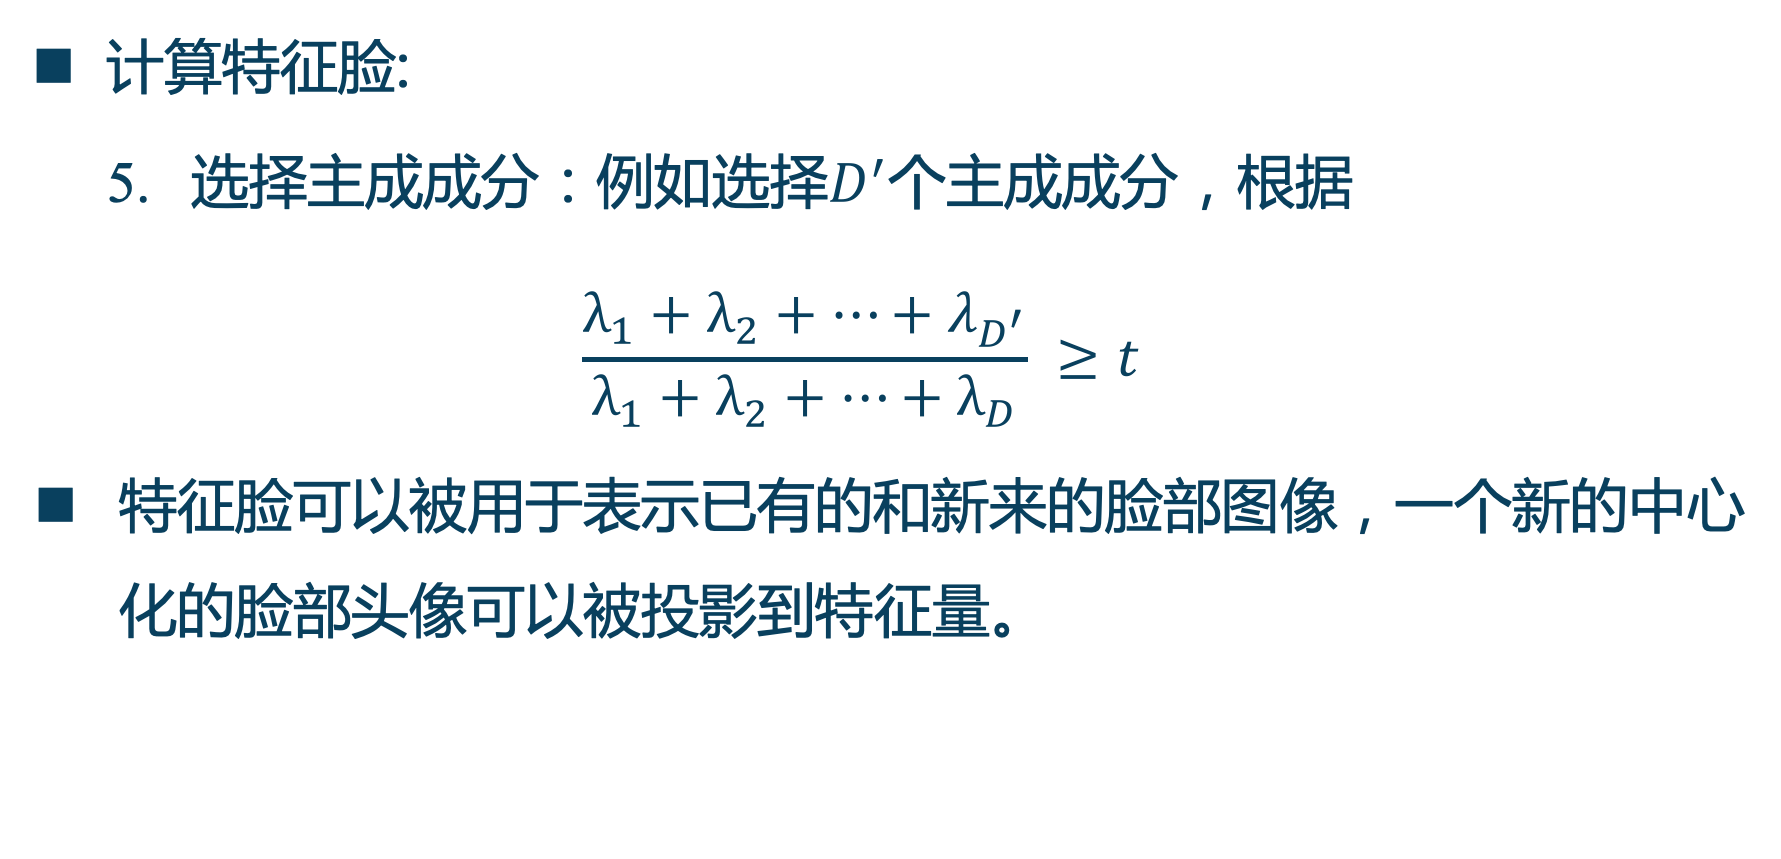 ■ 计算特征脸:
5. 选择主成成分：例如选择D′个主成成分，根据
(λ₁ + λ₂ + ⋯ + λ_D′) / (λ₁ + λ₂ + ⋯ + λ_D) ≥ t
■ 特征脸可以被用于表示已有的和新来的脸部图像，一个新的中心
化的脸部头像可以被投影到特征量。